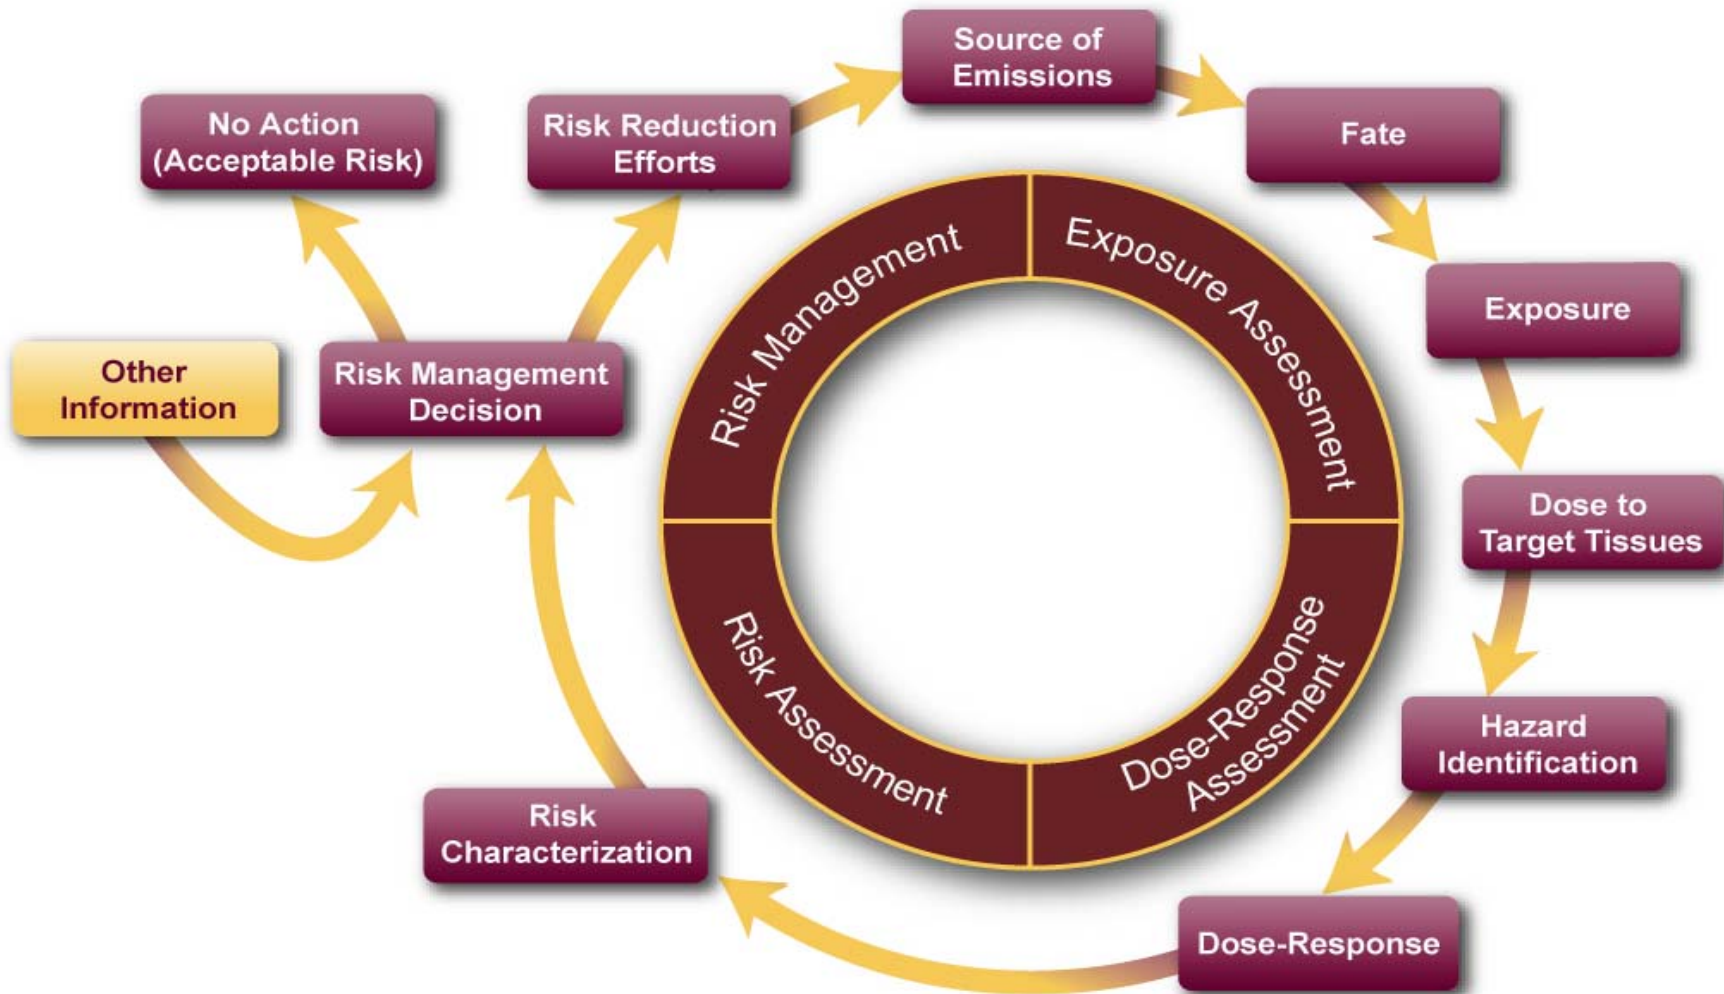 Source of
Emissions
No Action
(Acceptable Risk)
Risk Reduction
Efforts
Fate
Risk Management
Exposure Assessment
Exposure
Other
Information
Risk Management
Decision
Dose to
Target Tissues
Risk Assessment
Dose-Response
Assessment
Hazard
Identification
Risk
Characterization
Dose-Response